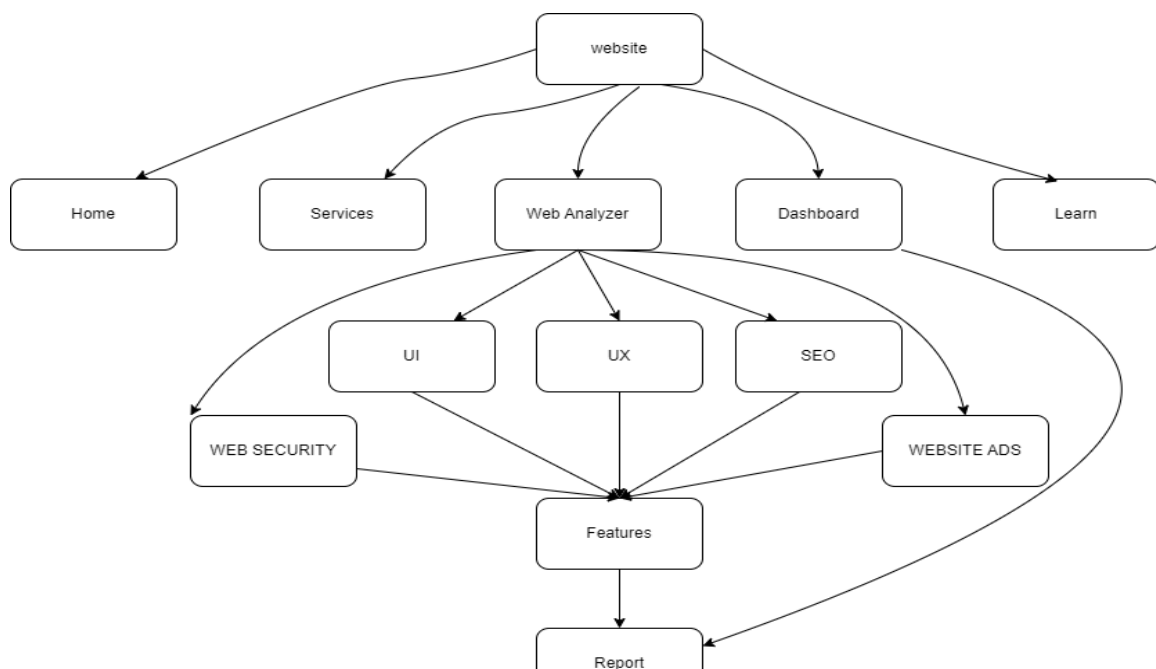 website
Home
Services
Web Analyzer
Dashboard
Learn
UI
UX
SEO
WEB SECURITY
WEBSITE ADS
Features
Report